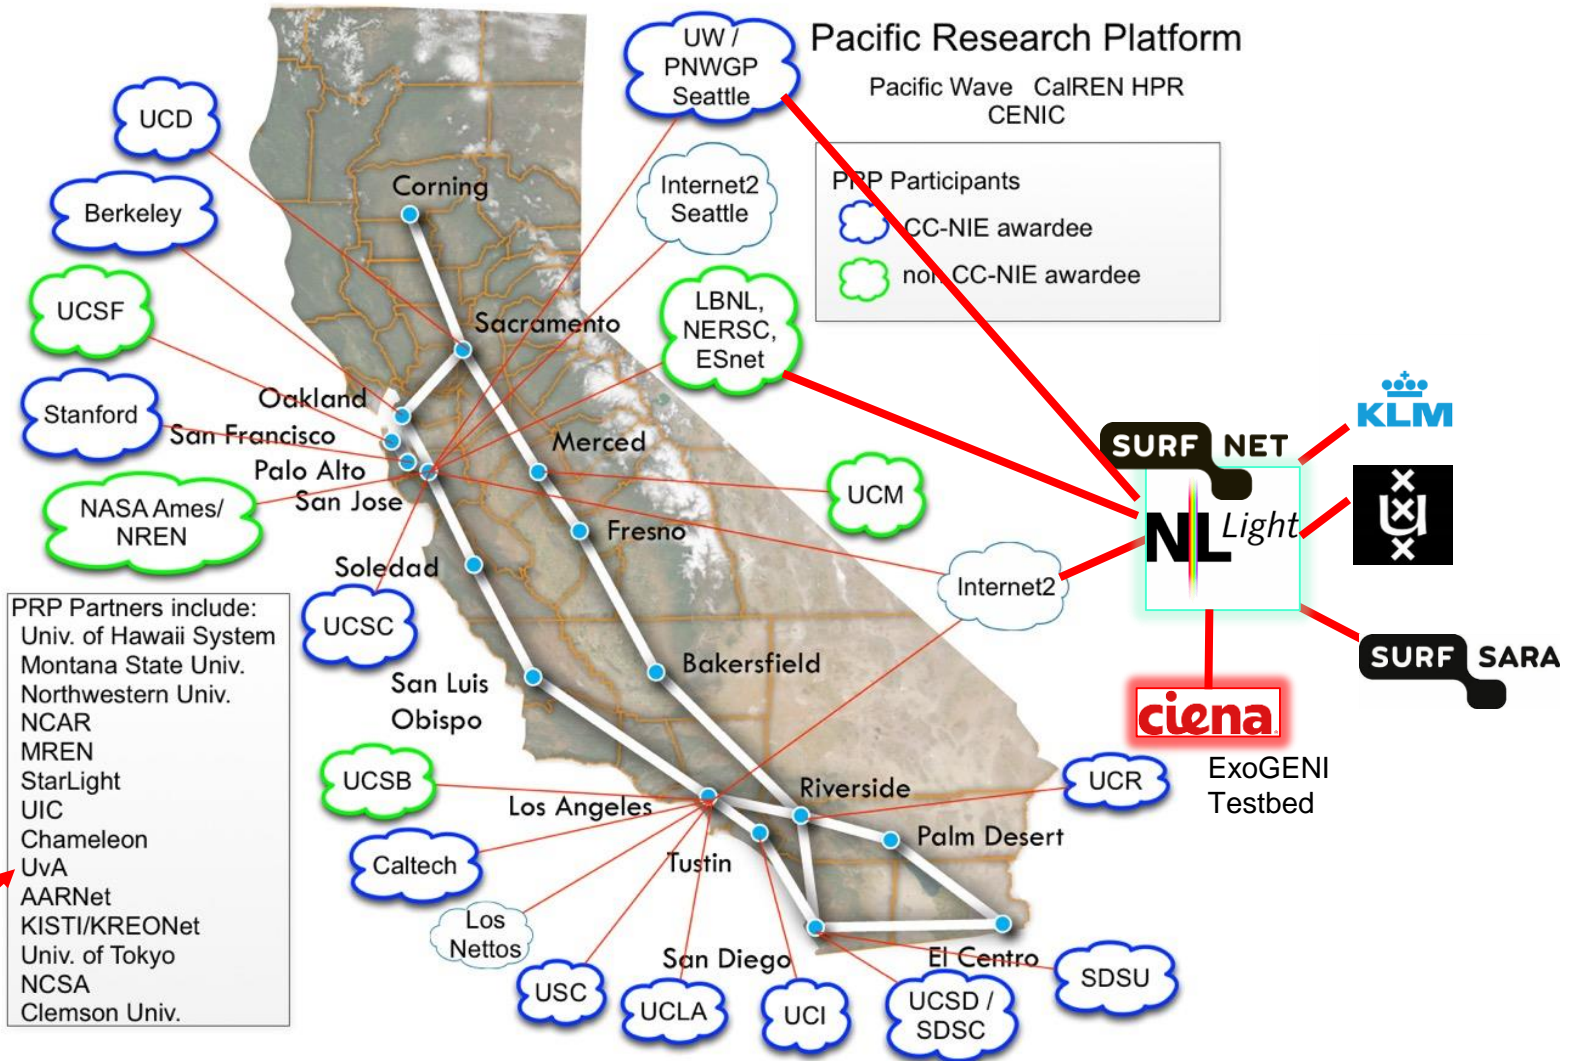 Pacific Research Platform
Pacific Wave CalREN HPR
CENIC
PRP Participants
CC-NIE awardee
non CC-NIE awardee
UW /
PNWGP
Seattle
UCD
Berkeley
Internet2
Seattle
Corning
UCSF
LBNL,
NERSC,
ESnet
Sacramento
Stanford
Oakland
San Francisco
Palo Alto
San Jose
Merced
NASA Ames/
NREN
UCM
Fresno
Soledad
UCSC
Internet2
KLM
SURF NET
NL Light
U
SURF SARA
ciena
ExoGENI
Testbed
PRP Partners include:
Univ. of Hawaii System
Montana State Univ.
Northwestern Univ.
NCAR
MREN
StarLight
UIC
Chameleon
UvA
AARNet
KISTI/KREONet
Univ. of Tokyo
NCSA
Clemson Univ.
Bakersfield
San Luis
Obispo
UCSB
Los Angeles
Riverside
UCR
Palm Desert
Caltech
Tustin
Los
Nettos
San Diego
El Centro
USC
UCLA
UCI
UCSD /
SDSC
SDSU